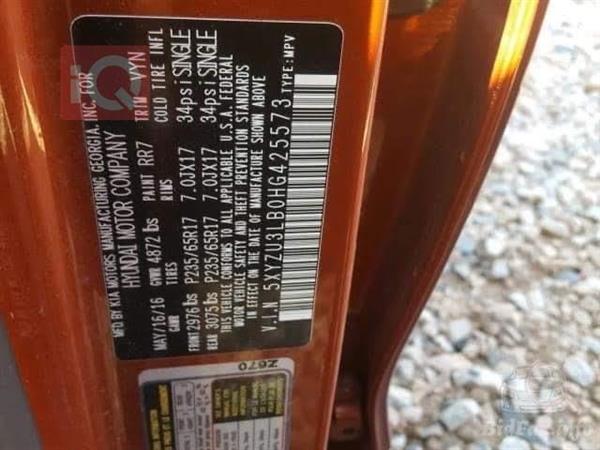 MFD BY KIA MOTORS MANUFACTURING GEORGIA, INC. FOR
HYUNDAI MOTOR COMPANY
MAY/16/16 GVWR 4872 lbs PAINT RR7 TRIM VYN
GAWR TIRES RIMS COLD TIRE INFL
FRONT 2976 lbs P235/65R17 7.0JX17 34psi SINGLE
REAR 3075 lbs P235/65R17 7.0JX17 34psi SINGLE
THIS VEHICLE CONFORMS TO ALL APPLICABLE U.S.A. FEDERAL
MOTOR VEHICLE SAFETY AND THEFT PREVENTION STANDARDS
IN EFFECT ON THE DATE OF MANUFACTURE SHOWN ABOVE
V.I.N 5XYZU3LB0HG425573 TYPE: MPV
Z670
IQ